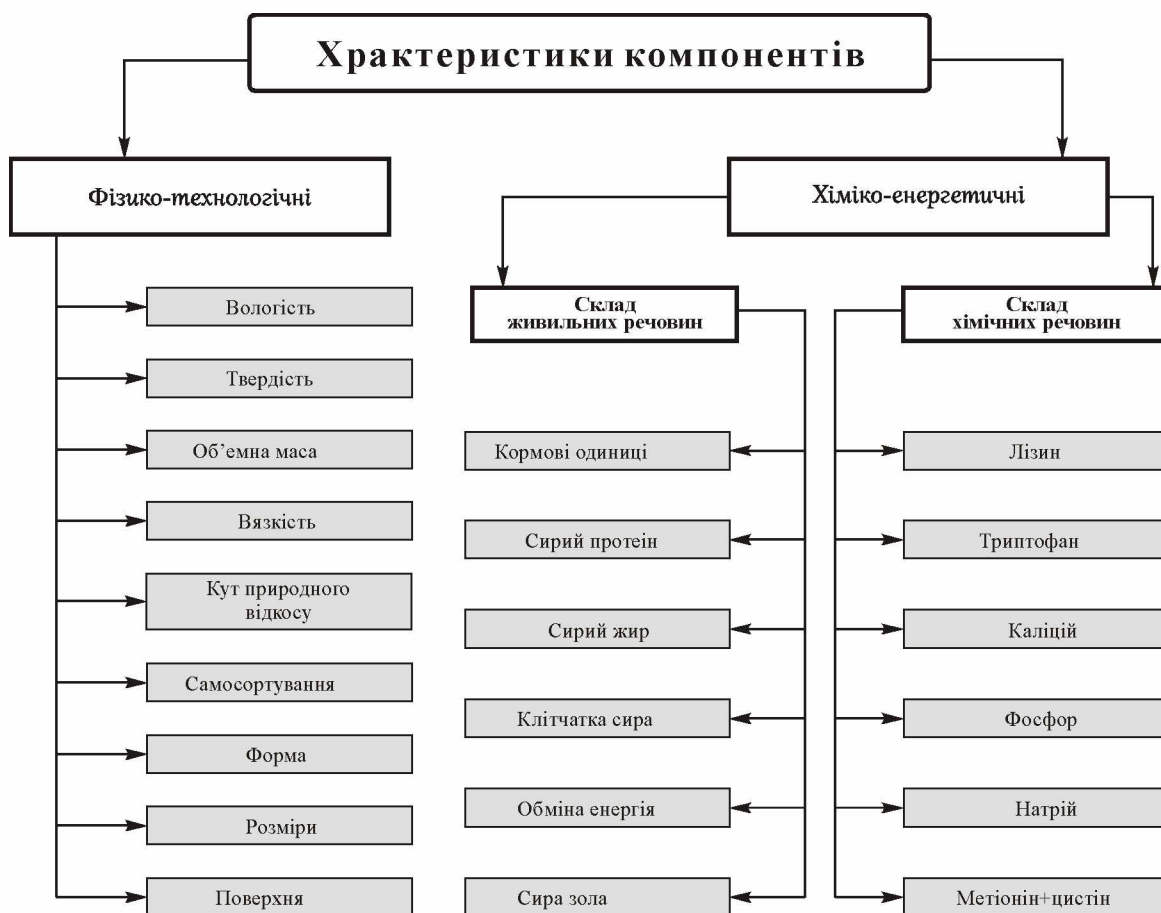 Храктеристики компонентів
Фізико-технологічні
Хіміко-енергетичні
Вологість
Твердість
Об’емна маса
Вязкість
Кут природного
відкосу
Самосортування
Форма
Розміри
Поверхня
Склад
живильних речовин
Кормові одиниці
Сирий протеін
Сирий жир
Клітчатка сира
Обміна енергія
Сира зола
Склад
хімічних речовин
Лізин
Триптофан
Каліцій
Фосфор
Натрій
Метіонін+цистін